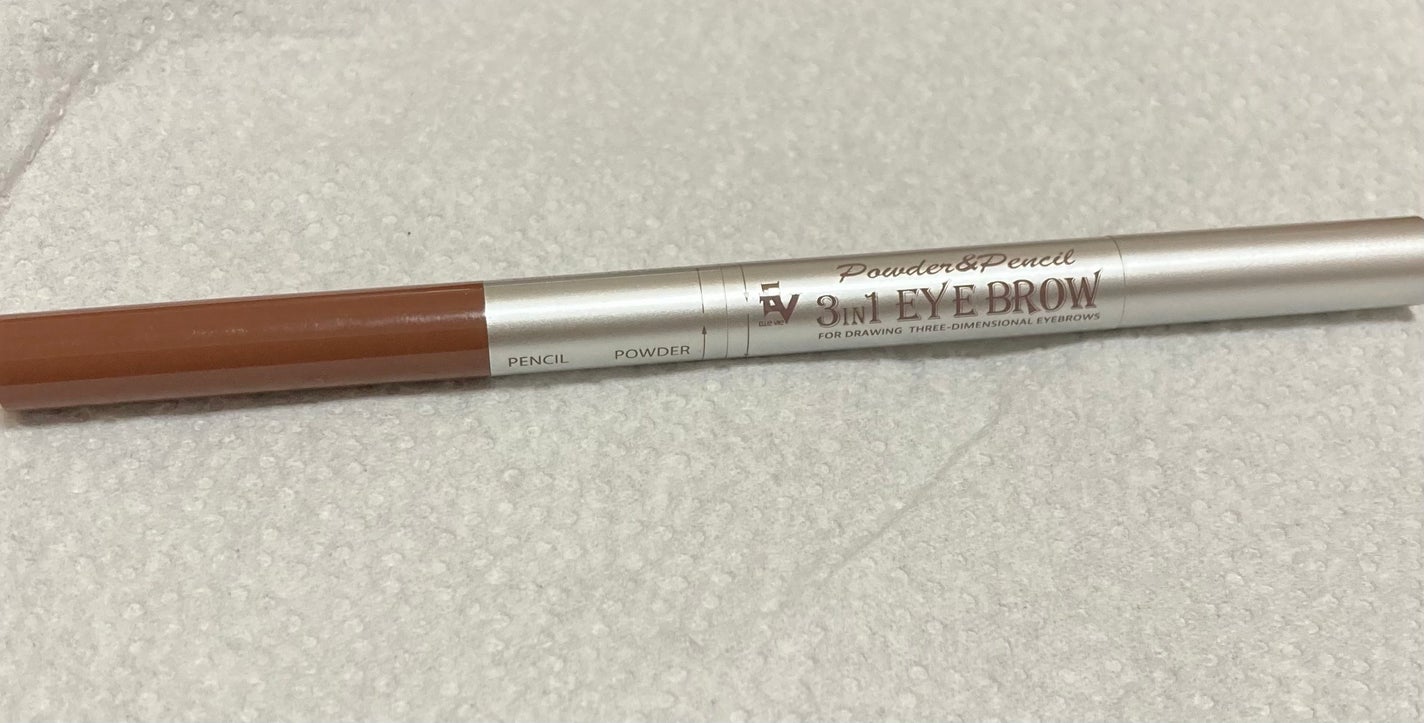 PENCIL POWDER
Powder&Pencil
3IN1 EYE BROW
FOR DRAWING THREE-DIMENSIONAL EYEBROWS